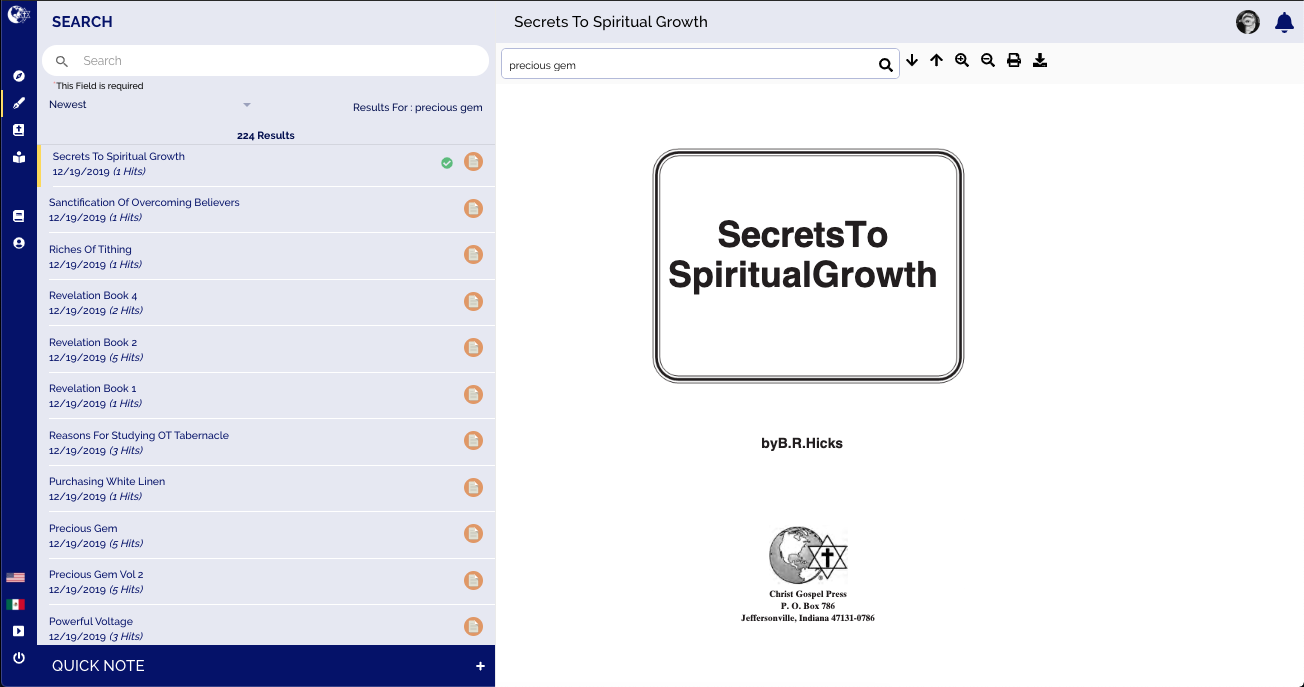 SEARCH
Search
*This Field is required
Newest
Results For : precious gem
224 Results
Secrets To Spiritual Growth
12/19/2019 (1 Hits)
Sanctification Of Overcoming Believers
12/19/2019 (1 Hits)
Riches Of Tithing
12/19/2019 (1 Hits)
Revelation Book 4
12/19/2019 (2 Hits)
Revelation Book 2
12/19/2019 (5 Hits)
Revelation Book 1
12/19/2019 (1 Hits)
Reasons For Studying OT Tabernacle
12/19/2019 (3 Hits)
Purchasing White Linen
12/19/2019 (1 Hits)
Precious Gem
12/19/2019 (5 Hits)
Precious Gem Vol 2
12/19/2019 (5 Hits)
Powerful Voltage
12/19/2019 (3 Hits)
QUICK NOTE +
Secrets To Spiritual Growth
precious gem
SecretsTo
SpiritualGrowth
byB.R.Hicks
®
Christ Gospel Press
P. O. Box 786
Jeffersonville, Indiana 47131-0786